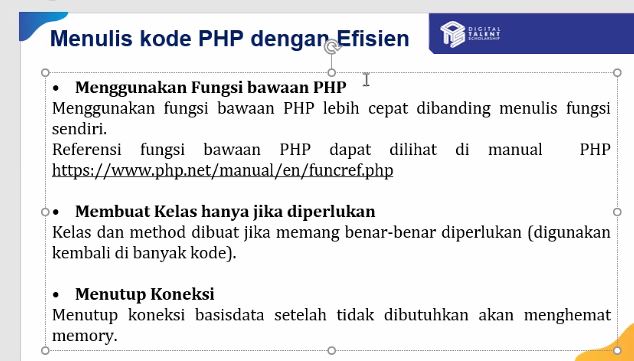 Menulis kode PHP dengan Efisien
DIGITAL
TALENT
SCHOLARSHIP
• Menggunakan Fungsi bawaan PHP
Menggunakan fungsi bawaan PHP lebih cepat dibanding menulis fungsi
sendiri.
Referensi fungsi bawaan PHP dapat dilihat di manual PHP
https://www.php.net/manual/en/funcref.php
• Membuat Kelas hanya jika diperlukan
Kelas dan method dibuat jika memang benar-benar diperlukan (digunakan
kembali di banyak kode).
• Menutup Koneksi
Menutup koneksi basisdata setelah tidak dibutuhkan akan menghemat
memory.